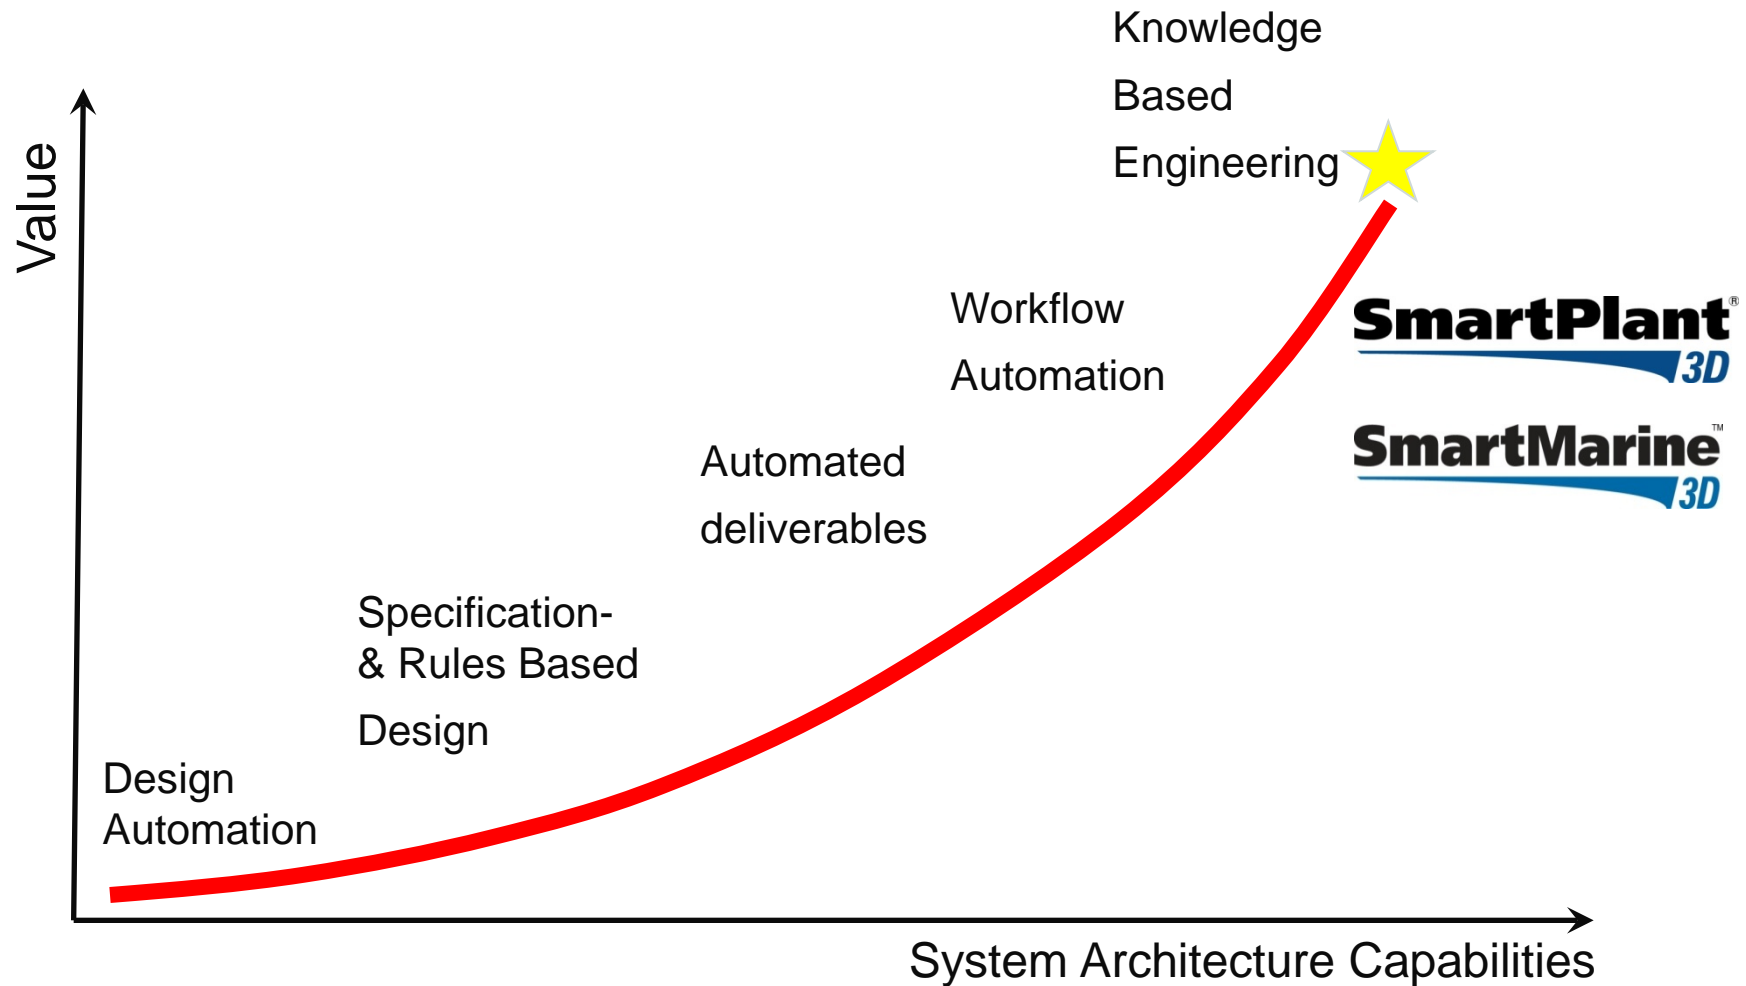 Knowledge
Based
Engineering
Value
Workflow
Automation
SmartPlant®
3D
Automated
deliverables
SmartMarine™
3D
Specification-
& Rules Based
Design
Design
Automation
System Architecture Capabilities